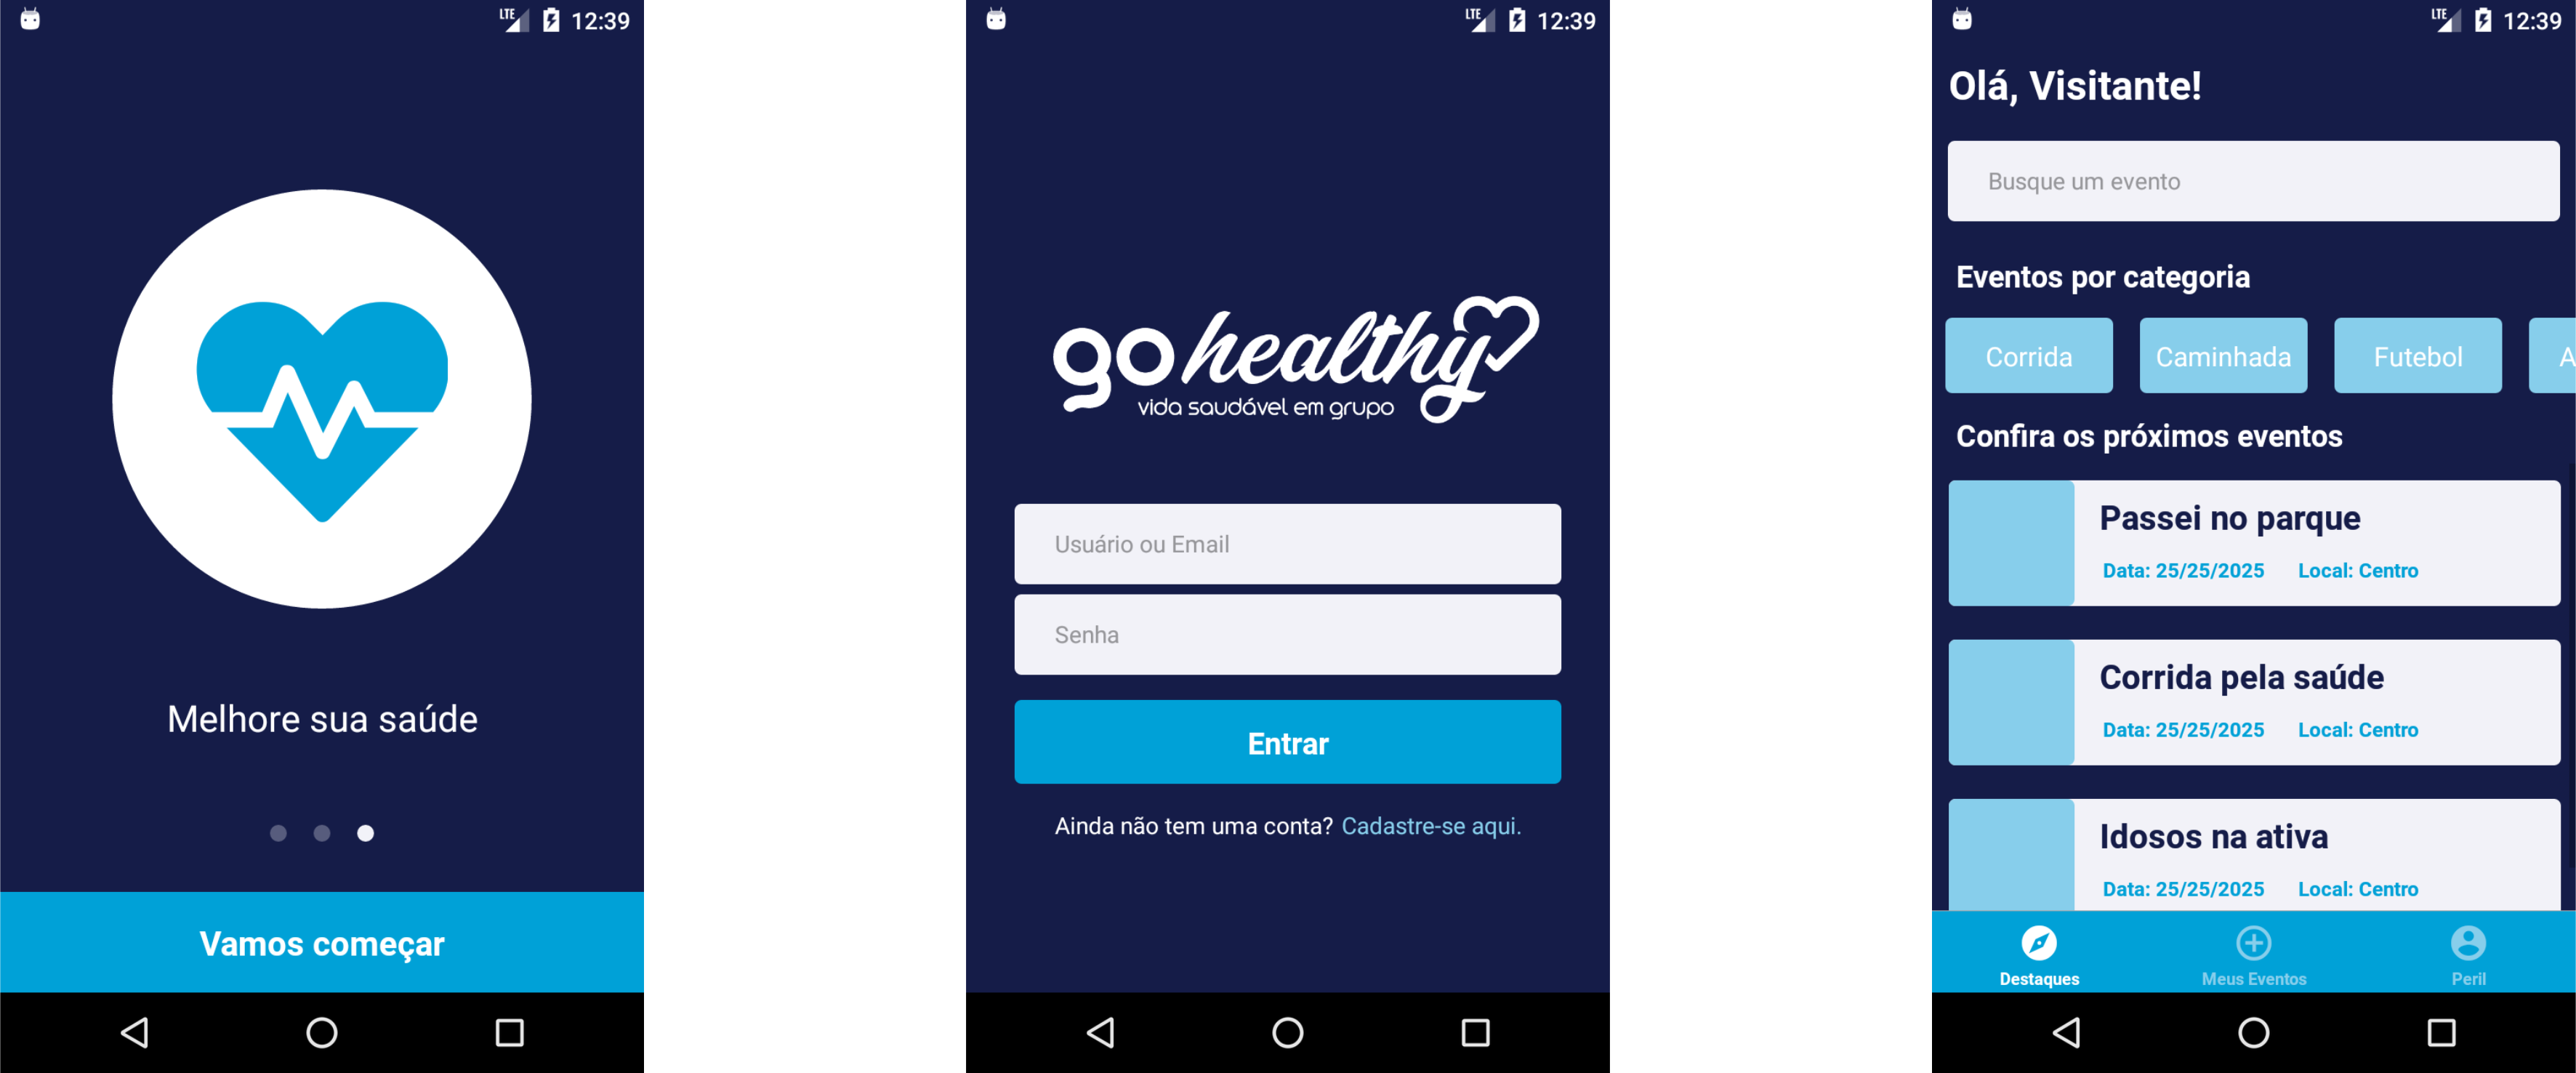 LTE 12:39
Melhore sua saúde
Vamos começar
LTE 12:39
go healthy
vida saudável em grupo
Usuário ou Email
Senha
Entrar
Ainda não tem uma conta? Cadastre-se aqui.
LTE 12:39
Olá, Visitante!
Busque um evento
Eventos por categoria
Corrida Caminhada Futebol A
Confira os próximos eventos
Passei no parque
Data: 25/25/2025 Local: Centro
Corrida pela saúde
Data: 25/25/2025 Local: Centro
Idosos na ativa
Data: 25/25/2025 Local: Centro
Destaques Meus Eventos Peril